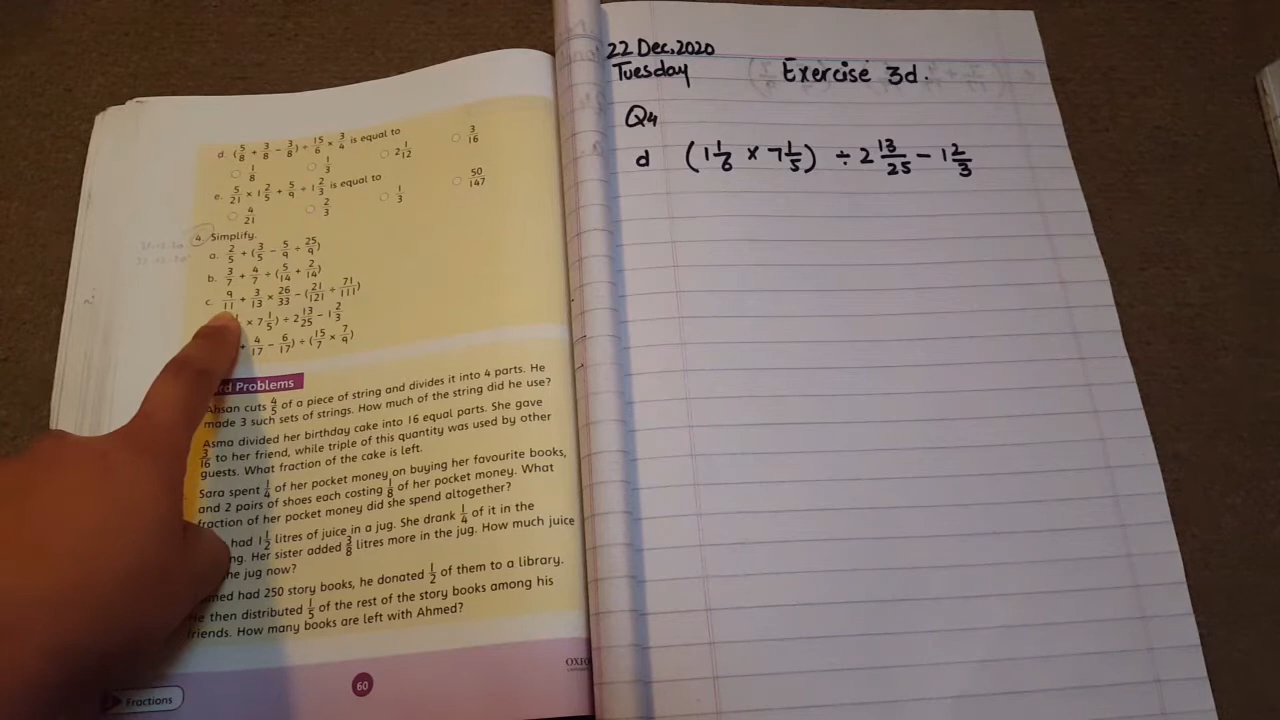 d. (5/8 + 3/8 − 3/8) ÷ 15/6 × 3/4 is equal to
1/8 1/3 2 1/12 3/16
e. 5/21 × 1 2/5 + 5/9 ÷ 1 2/3 is equal to
4/21 2/3 1/3 50/147
4. Simplify.
a. 2/5 + (3/5 − 5/9 ÷ 25/9)
b. 3/7 + 4/7 ÷ (5/14 + 2/14)
c. 9/11 + 3/13 × 26/33 − (21/121 ÷ 71/111)
× 7 1/5) ÷ 2 13/25 − 1 2/3
+ 4/17 − 6/17) ÷ (15/7 × 7/9)
Problems
Ahsan cuts 4/5 of a piece of string and divides it into 4 parts. He
made 3 such sets of strings. How much of the string did he use?
Asma divided her birthday cake into 16 equal parts. She gave
3/16 to her friend, while triple of this quantity was used by other
guests. What fraction of the cake is left.
Sara spent 1/4 of her pocket money on buying her favourite books,
and 2 pairs of shoes each costing 1/8 of her pocket money. What
fraction of her pocket money did she spend altogether?
had 1 1/2 litres of juice in a jug. She drank 1/4 of it in the
Her sister added 3/8 litres more in the jug. How much juice
jug now?
had 250 story books, he donated 1/2 of them to a library.
then distributed 1/5 of the rest of the story books among his
friends. How many books are left with Ahmed?
Fractions
60
22 Dec, 2020
Tuesday Exercise 3d.
Q4
d (1 1/6 × 7 1/5) ÷ 2 13/25 − 1 2/3